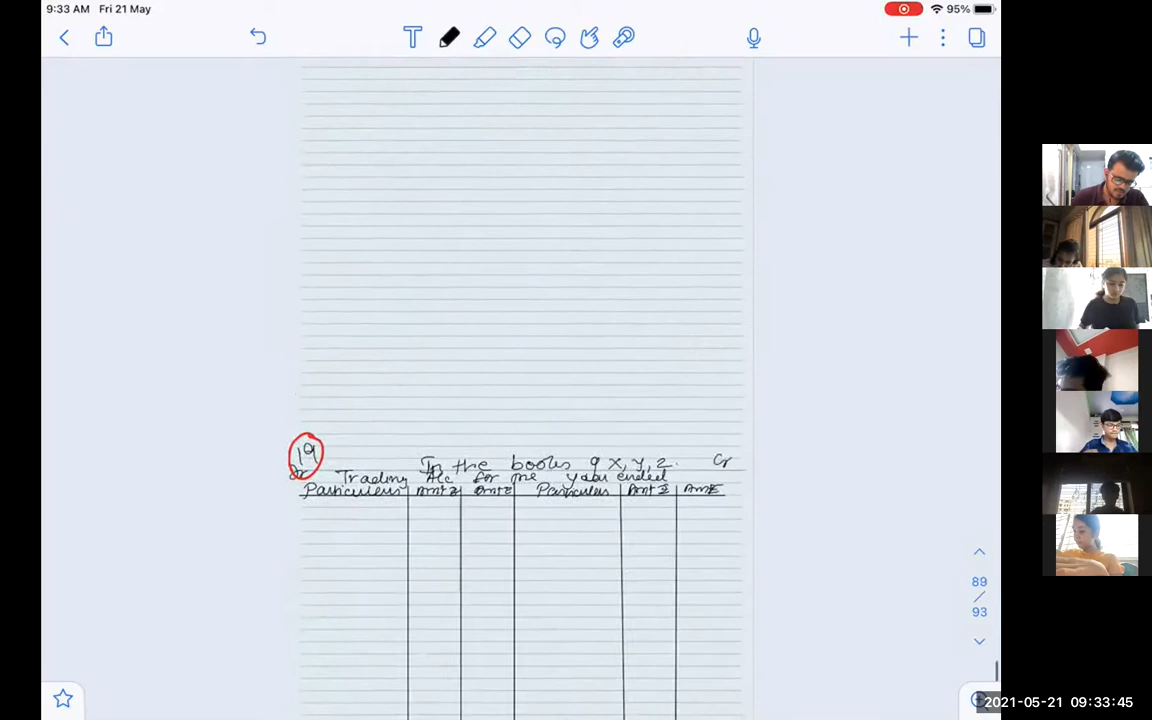 9:33 AM Fri 21 May
95%
T
19
In the books of X, Y, Z. Cr
Dr Trading A/c for the year ended
Particulars Amt ₹ Amt ₹ Particulars Amt ₹ Amt ₹
89
/
93
2021-05-21 09:33:45